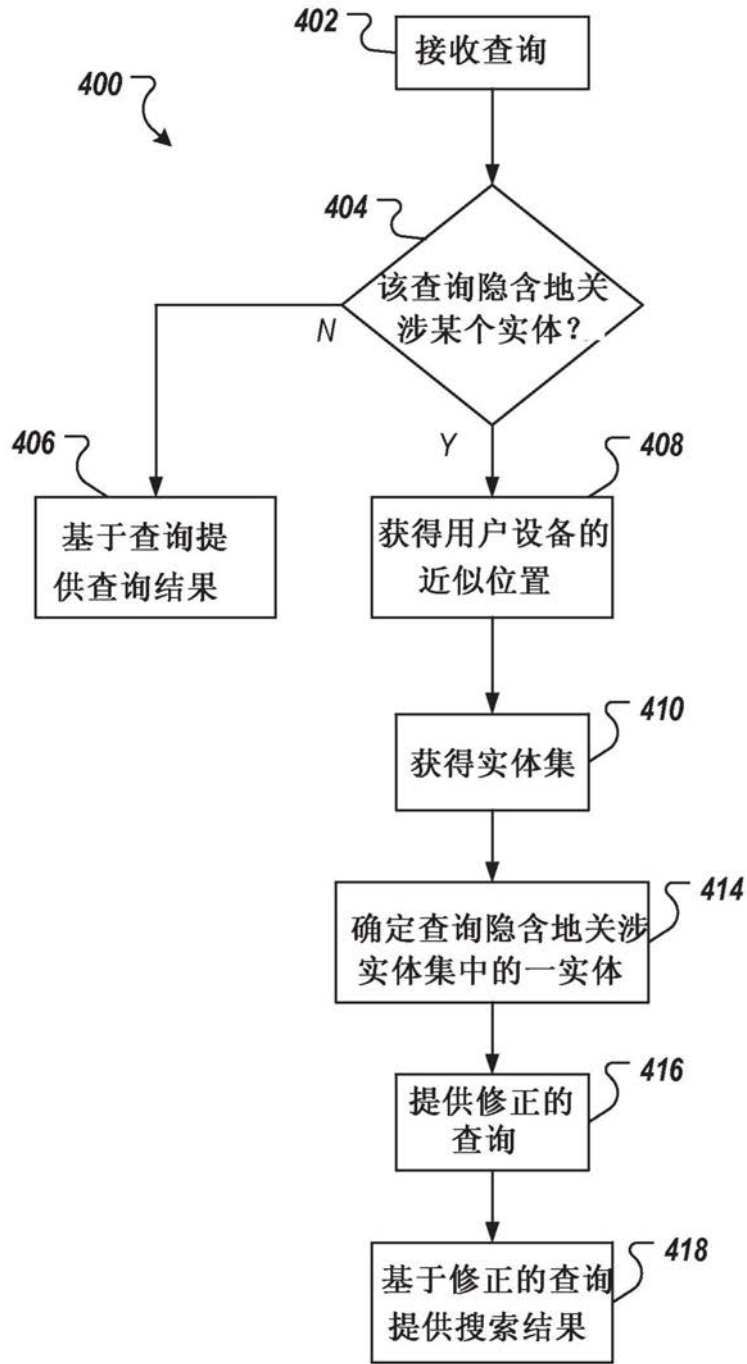 402
接收查询
400
404
该查询隐含地关
涉某个实体?
N
Y
406
基于查询提
供查询结果
408
获得用户设备的
近似位置
410
获得实体集
414
确定查询隐含地关涉
实体集中的一实体
416
提供修正的
查询
418
基于修正的查询
提供搜索结果